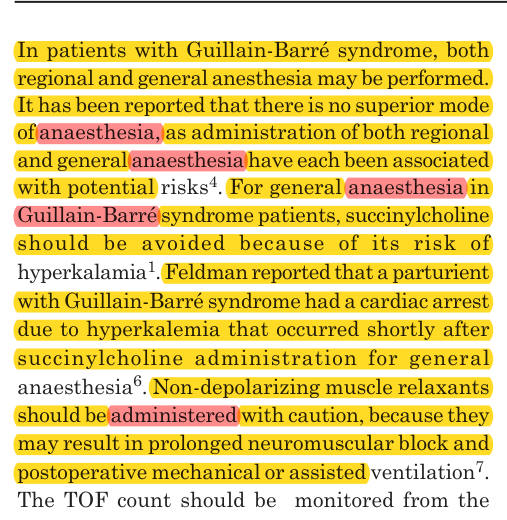 In patients with Guillain-Barré syndrome, both
regional and general anesthesia may be performed.
It has been reported that there is no superior mode
of anaesthesia, as administration of both regional
and general anaesthesia have each been associated
with potential risks⁴. For general anaesthesia in
Guillain-Barré syndrome patients, succinylcholine
should be avoided because of its risk of
hyperkalamia¹. Feldman reported that a parturient
with Guillain-Barré syndrome had a cardiac arrest
due to hyperkalemia that occurred shortly after
succinylcholine administration for general
anaesthesia⁶. Non-depolarizing muscle relaxants
should be administered with caution, because they
may result in prolonged neuromuscular block and
postoperative mechanical or assisted ventilation⁷.
The TOF count should be monitored from the